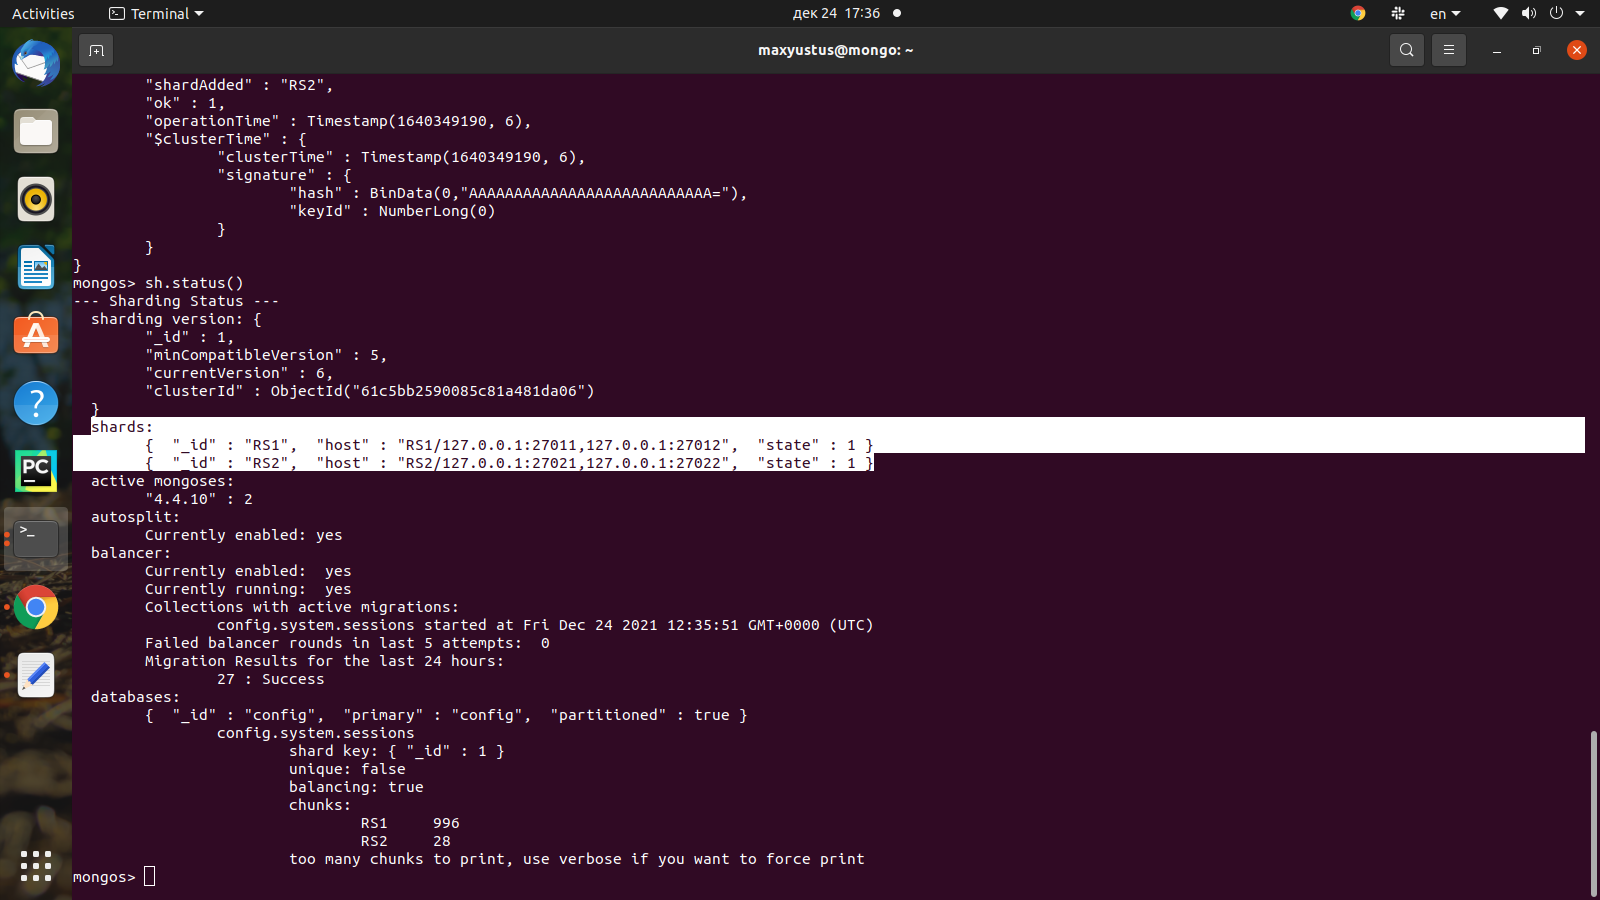 Activities
Terminal
дек 24 17:36
en
maxyustus@mongo: ~
"shardAdded" : "RS2",
"ok" : 1,
"operationTime" : Timestamp(1640349190, 6),
"$clusterTime" : {
"clusterTime" : Timestamp(1640349190, 6),
"signature" : {
"hash" : BinData(0,"AAAAAAAAAAAAAAAAAAAAAAAAAAA="),
"keyId" : NumberLong(0)
}
}
}
mongos> sh.status()
--- Sharding Status ---
sharding version: {
"_id" : 1,
"minCompatibleVersion" : 5,
"currentVersion" : 6,
"clusterId" : ObjectId("61c5bb2590085c81a481da06")
}
shards:
{  "_id" : "RS1",  "host" : "RS1/127.0.0.1:27011,127.0.0.1:27012",  "state" : 1 }
{  "_id" : "RS2",  "host" : "RS2/127.0.0.1:27021,127.0.0.1:27022",  "state" : 1 }
active mongoses:
"4.4.10" : 2
autosplit:
Currently enabled: yes
balancer:
Currently enabled:  yes
Currently running:  yes
Collections with active migrations:
config.system.sessions started at Fri Dec 24 2021 12:35:51 GMT+0000 (UTC)
Failed balancer rounds in last 5 attempts:  0
Migration Results for the last 24 hours:
27 : Success
databases:
{  "_id" : "config",  "primary" : "config",  "partitioned" : true }
config.system.sessions
shard key: { "_id" : 1 }
unique: false
balancing: true
chunks:
RS1     996
RS2     28
too many chunks to print, use verbose if you want to force print
mongos>
PC